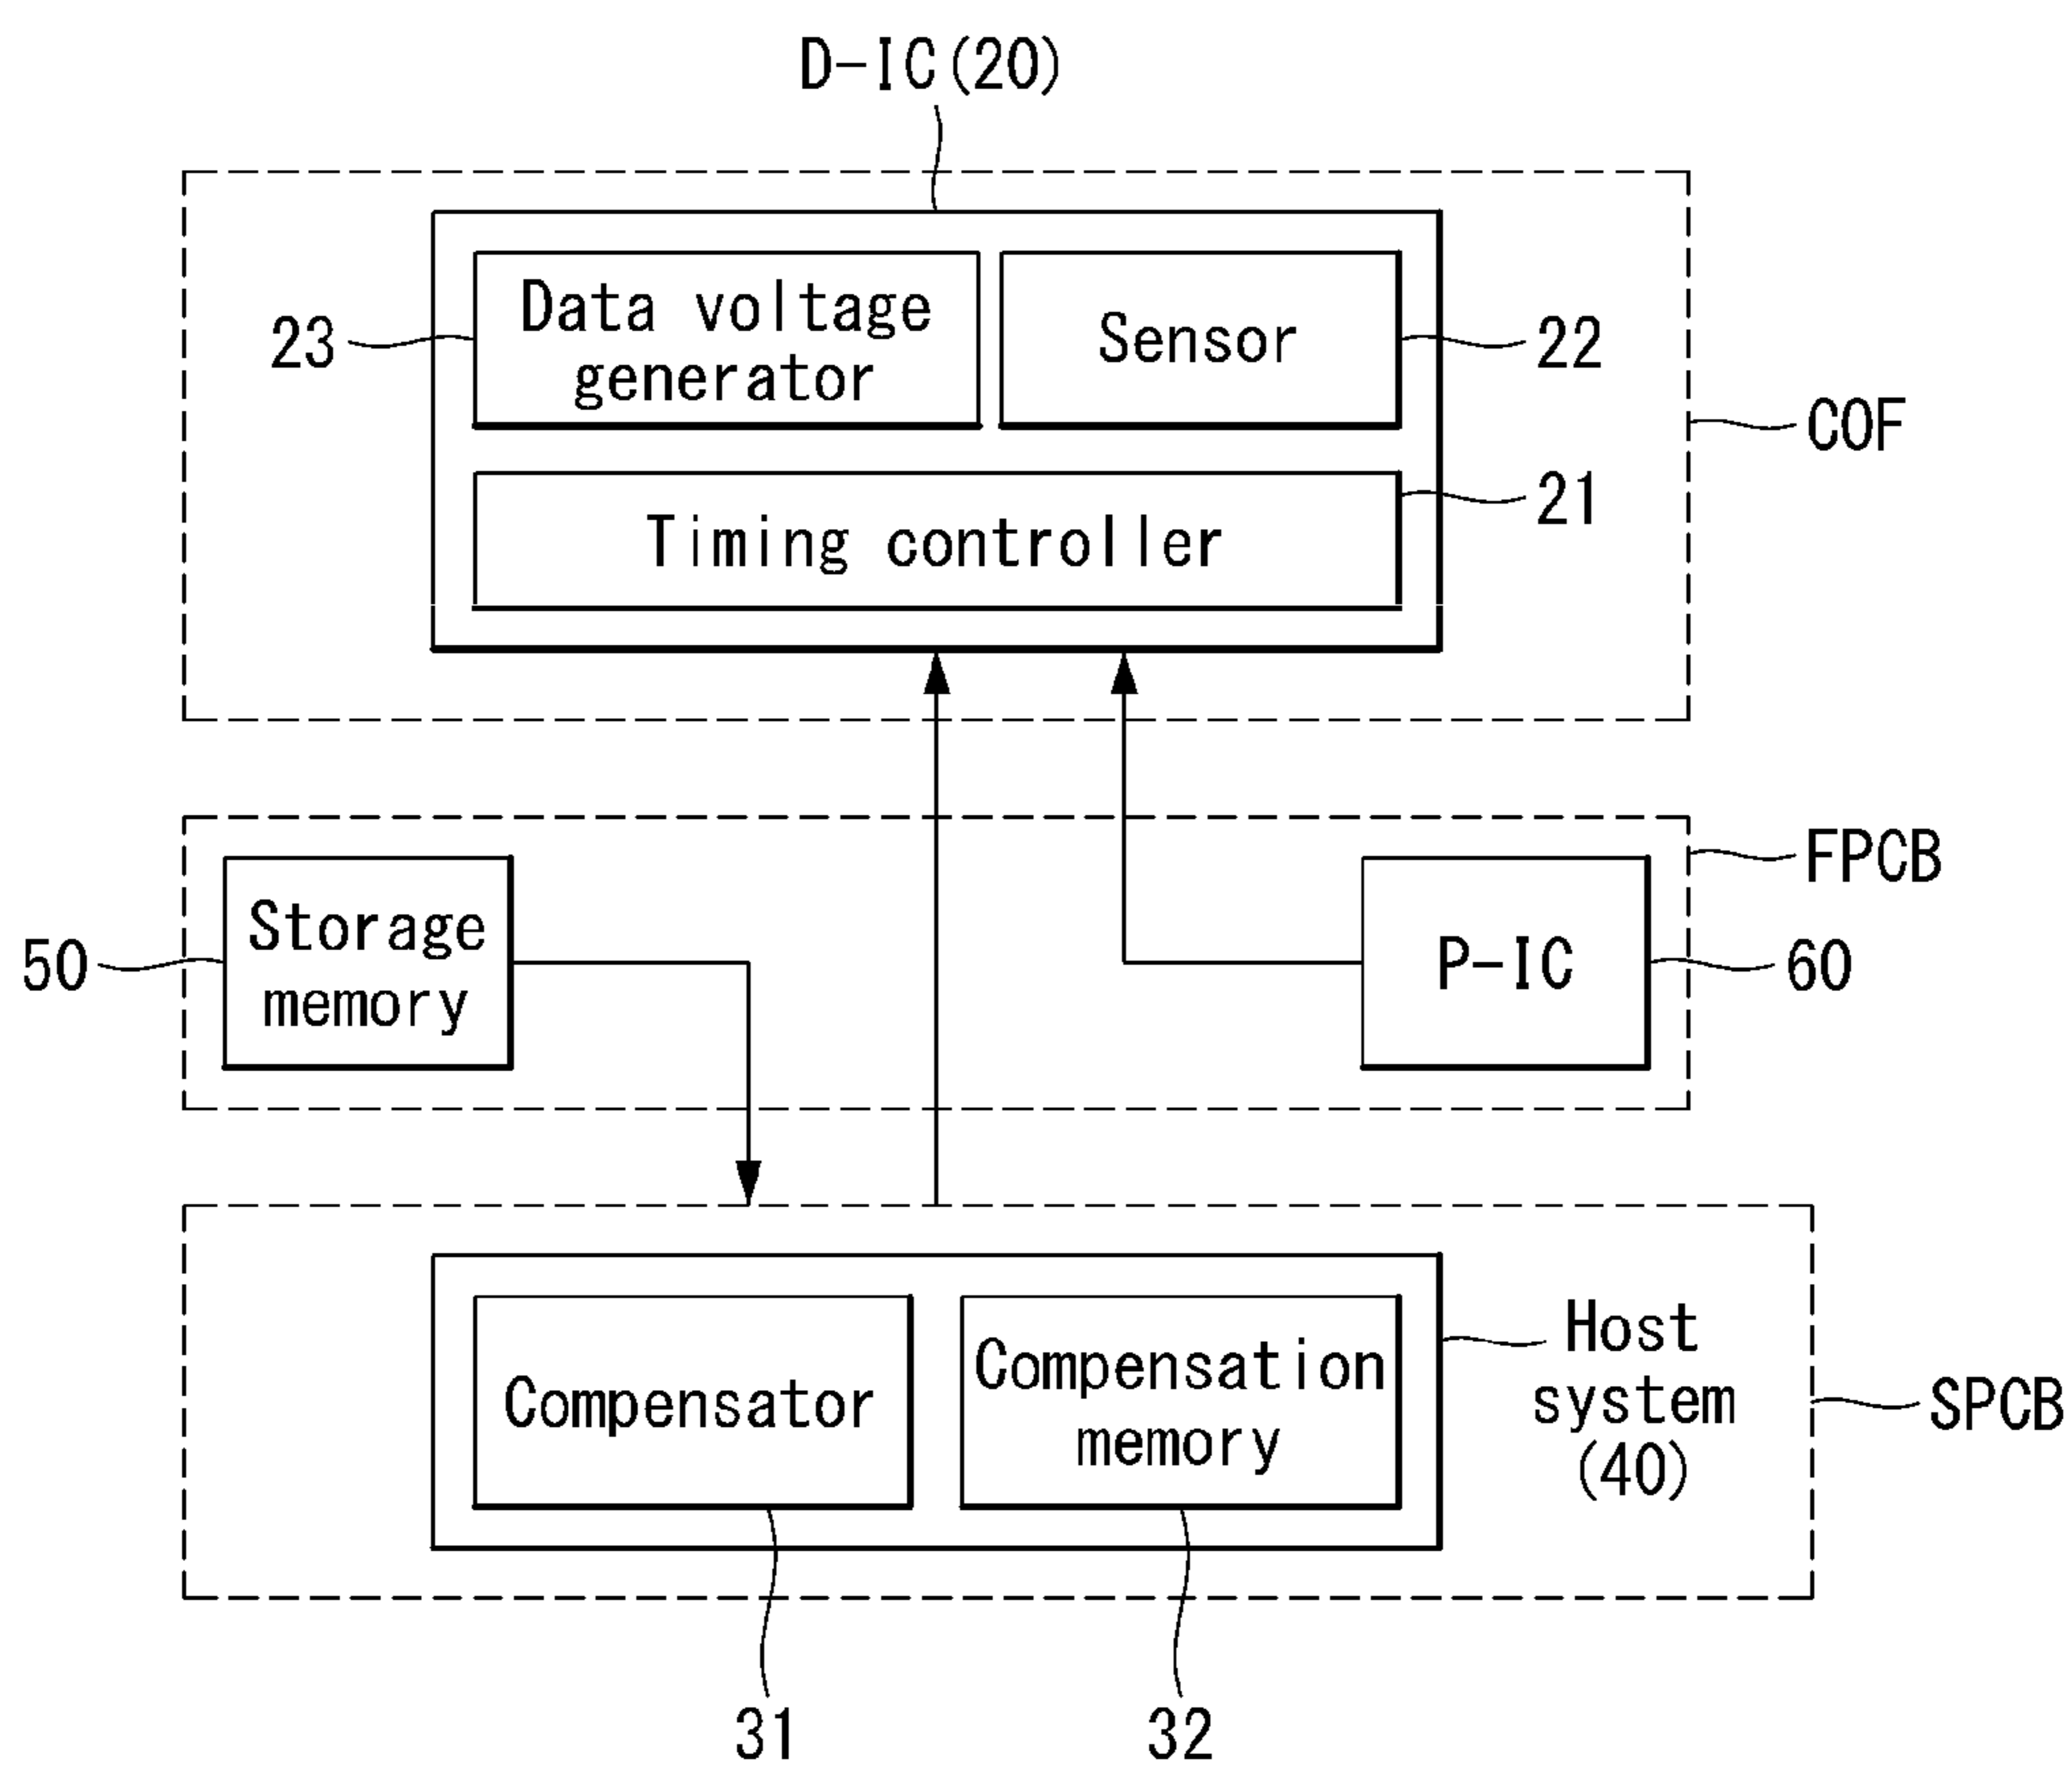 D-IC(20)
Data voltage
generator
Sensor
23
22
COF
Timing controller
21
FPCB
Storage
memory
50
P-IC
60
Compensator
Compensation
memory
Host
system
(40)
SPCB
31
32